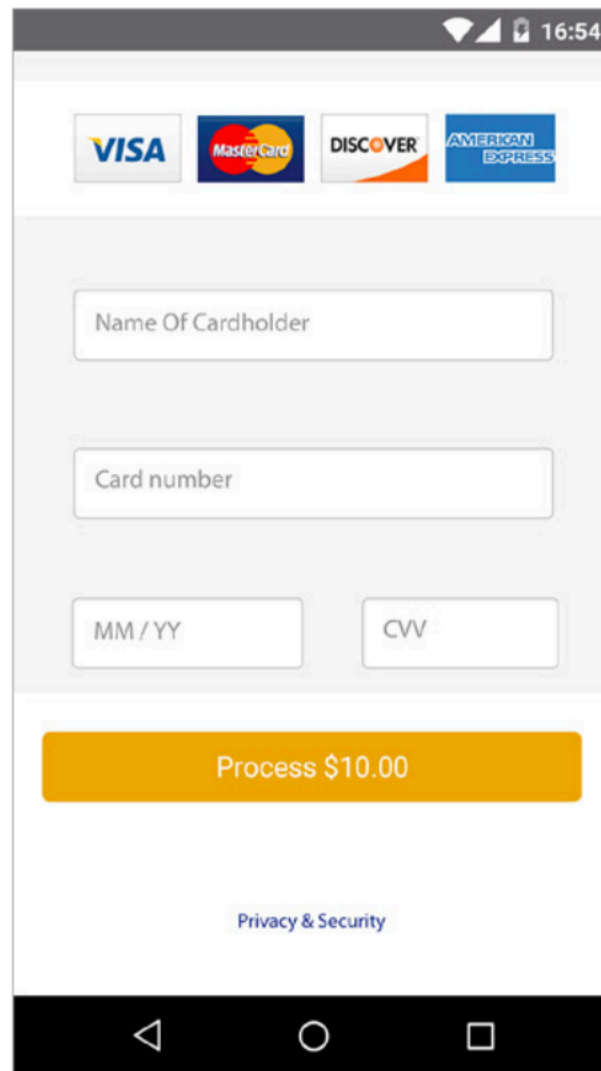 16:54
VISA MasterCard DISCOVER AMERICAN EXPRESS
Name Of Cardholder
Card number
MM / YY CVV
Process $10.00
Privacy & Security